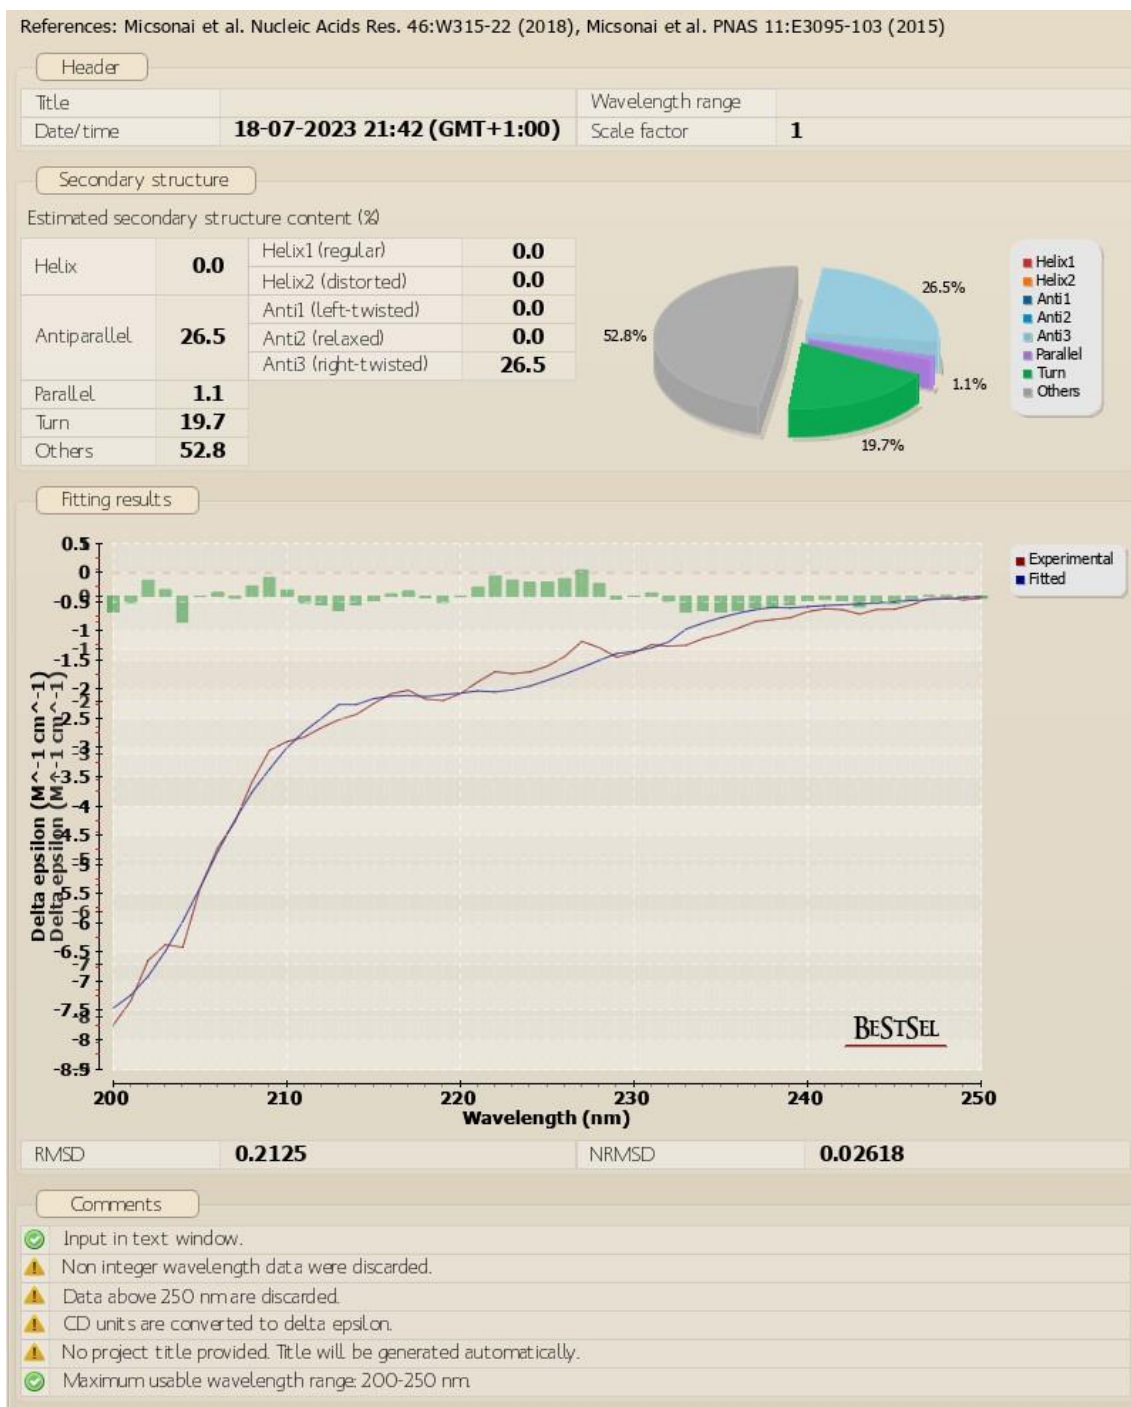 References: Micsonai et al. Nucleic Acids Res. 46:W315-22 (2018), Micsonai et al. PNAS 11:E3095-103 (2015)
Header
Title Wavelength range
Date/time 18-07-2023 21:42 (GMT+1:00) Scale factor 1
Secondary structure
Estimated secondary structure content (%)
Helix 0.0 Helix1 (regular) 0.0
Helix2 (distorted) 0.0
Antiparallel 26.5 Anti1 (left-twisted) 0.0
Anti2 (relaxed) 0.0
Anti3 (right-twisted) 26.5
Parallel 1.1
Turn 19.7
Others 52.8
52.8%
26.5%
1.1%
19.7%
Helix1
Helix2
Anti1
Anti2
Anti3
Parallel
Turn
Others
Fitting results
0
-1
-1.5
-2
-2.5
-3
-3.5
-4
-4.5
-5
-5.5
-6
-6.5
-7
-7.5
-8
Delta epsilon (M^-1 cm^-1)
Delta epsilon (M^-1 cm^-1)
Experimental
Fitted
BESTSEL
200 210 220 230 240 250
Wavelength (nm)
RMSD 0.2125 NRMSD 0.02618
Comments
Input in text window.
Non integer wavelength data were discarded.
Data above 250 nm are discarded.
CD units are converted to delta epsilon.
No project title provided. Title will be generated automatically.
Maximum usable wavelength range: 200-250 nm.